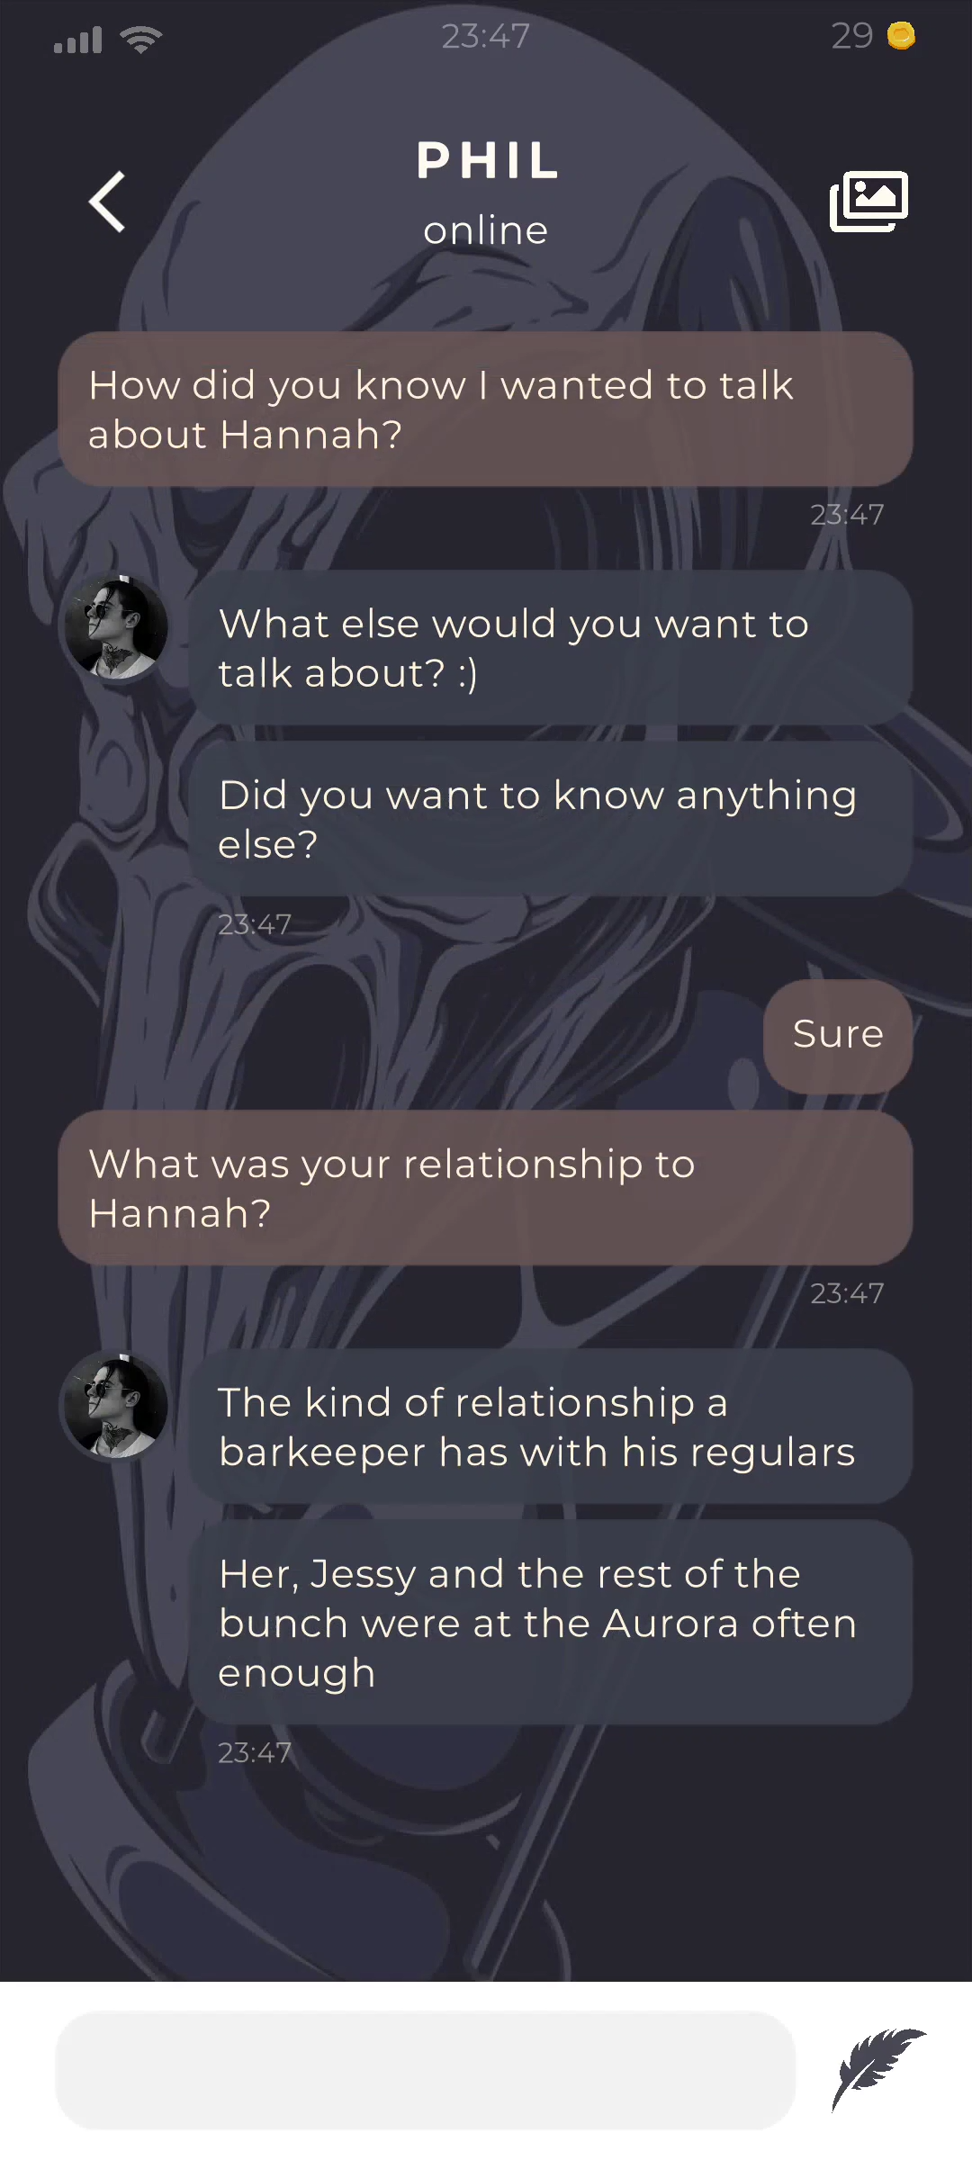 23:47
29
PHIL
online
How did you know I wanted to talk
about Hannah?
23:47
What else would you want to
talk about? :)
Did you want to know anything
else?
23:47
Sure
What was your relationship to
Hannah?
23:47
The kind of relationship a
barkeeper has with his regulars
Her, Jessy and the rest of the
bunch were at the Aurora often
enough
23:47